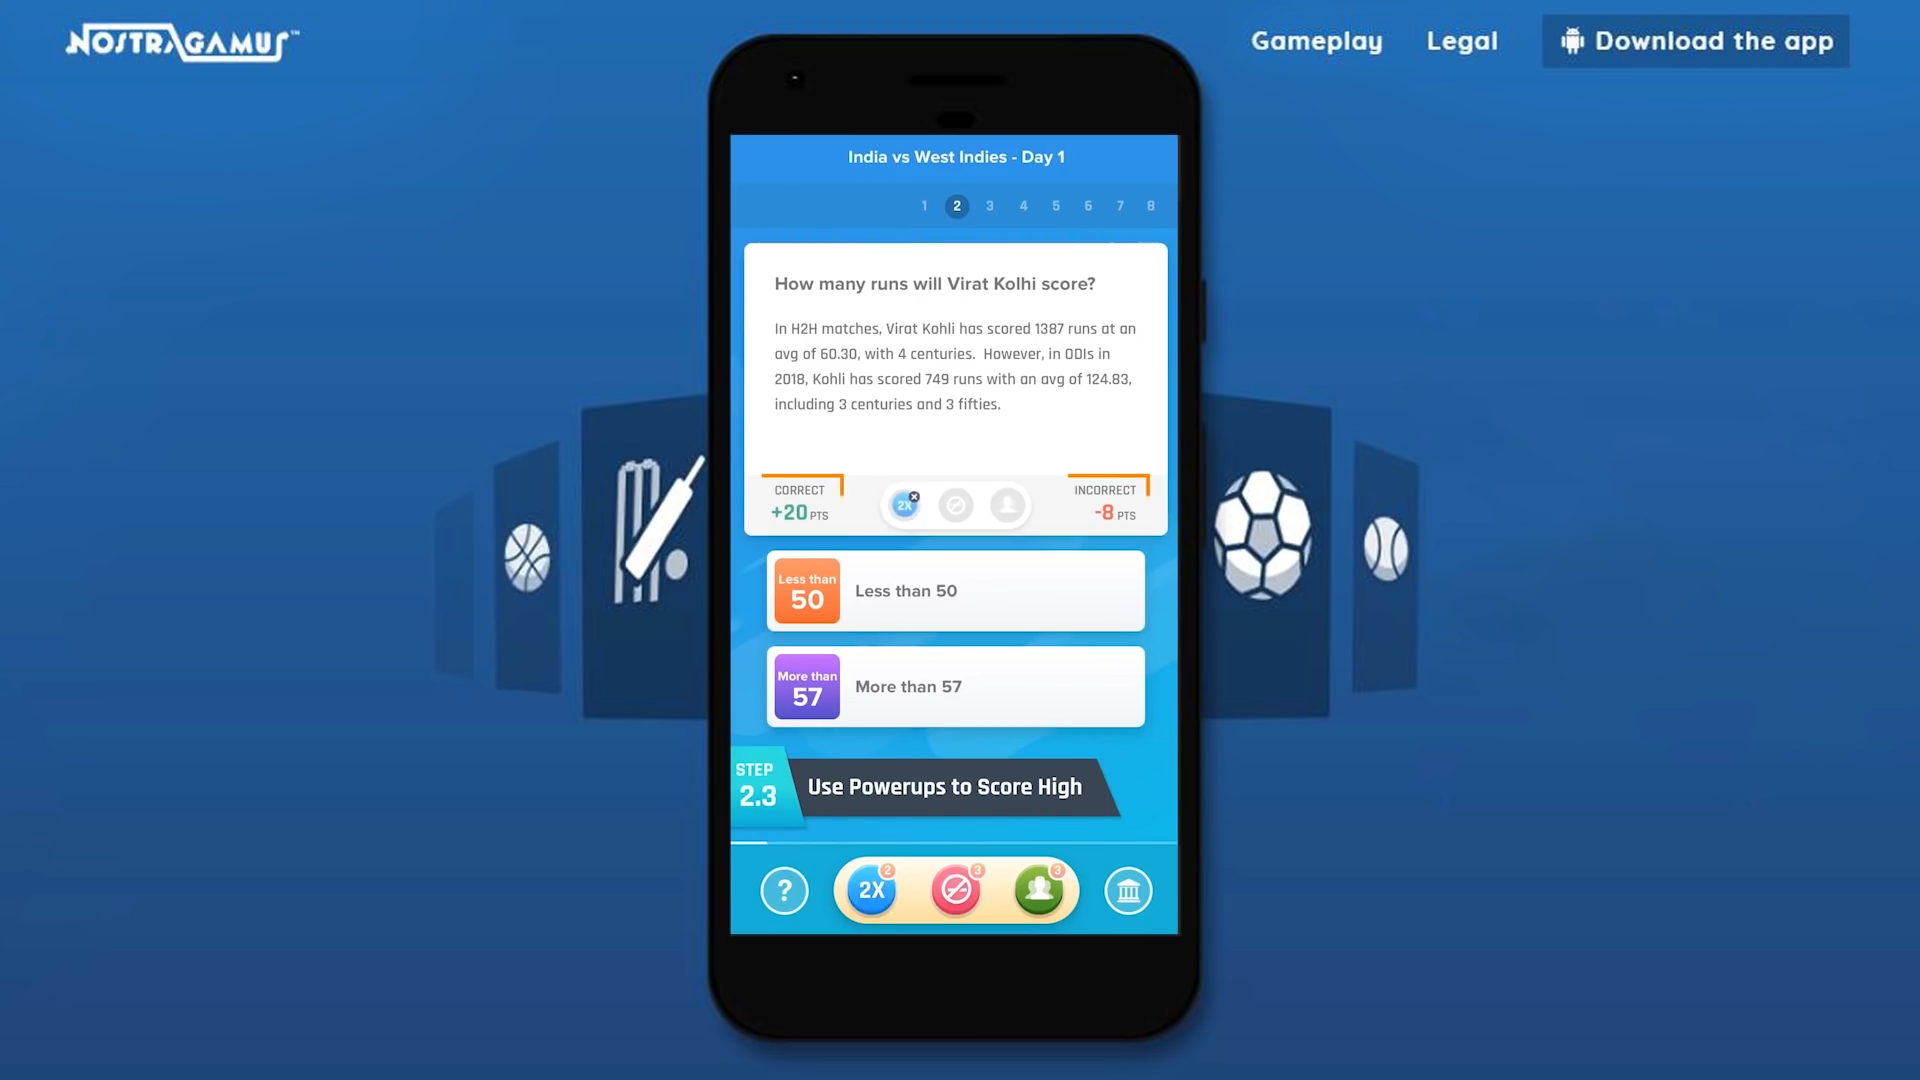 NOSTRAGAMUS™
Gameplay
Legal
Download the app
India vs West Indies - Day 1
1 2 3 4 5 6 7 8
How many runs will Virat Kolhi score?
In H2H matches, Virat Kohli has scored 1387 runs at an
avg of 60.30, with 4 centuries. However, in ODIs in
2018, Kohli has scored 749 runs with an avg of 124.83,
including 3 centuries and 3 fifties.
CORRECT
+20 PTS
2X
INCORRECT
-8 PTS
Less than
50
Less than 50
More than
57
More than 57
STEP
2.3
Use Powerups to Score High
?
2X
2
3
3